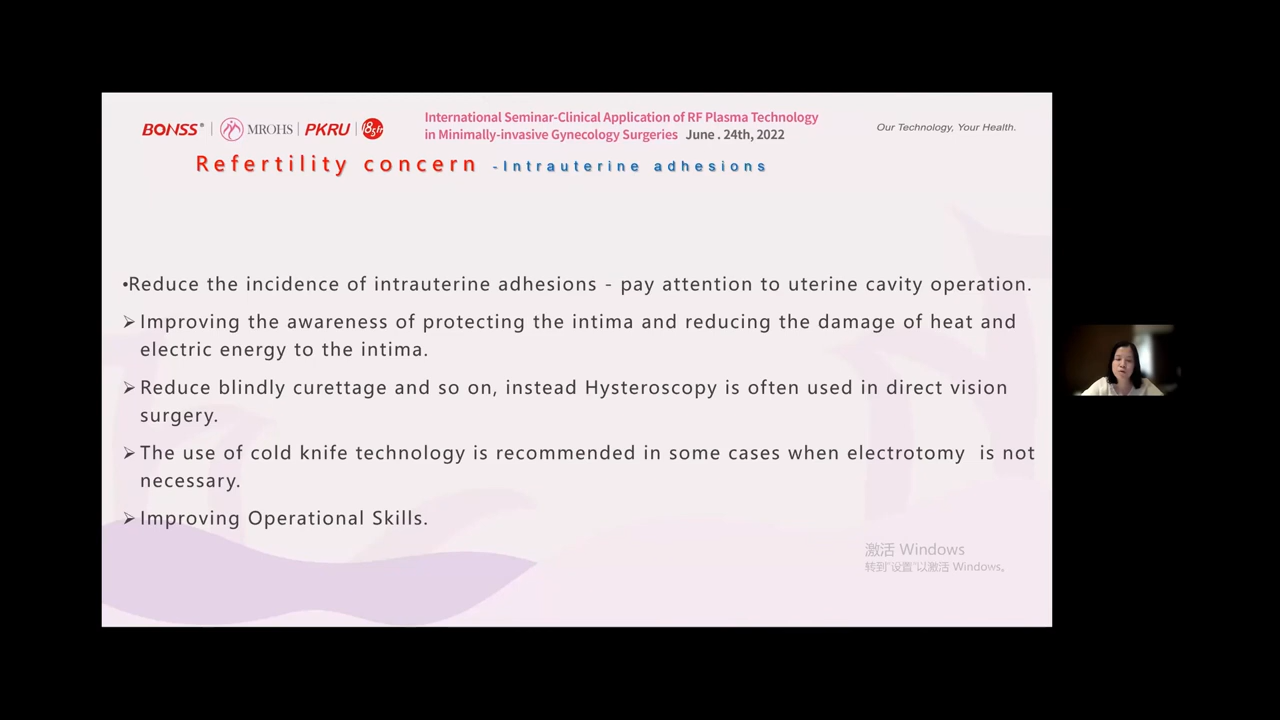 BONSS® | MROHS | PKRU | 185fr
International Seminar-Clinical Application of RF Plasma Technology
in Minimally-invasive Gynecology Surgeries June . 24th, 2022
Our Technology, Your Health.
Refertility concern -Intrauterine adhesions
•Reduce the incidence of intrauterine adhesions - pay attention to uterine cavity operation.
➢Improving the awareness of protecting the intima and reducing the damage of heat and
electric energy to the intima.
➢Reduce blindly curettage and so on, instead Hysteroscopy is often used in direct vision
surgery.
➢The use of cold knife technology is recommended in some cases when electrotomy is not
necessary.
➢Improving Operational Skills.
激活 Windows
转到"设置"以激活 Windows。